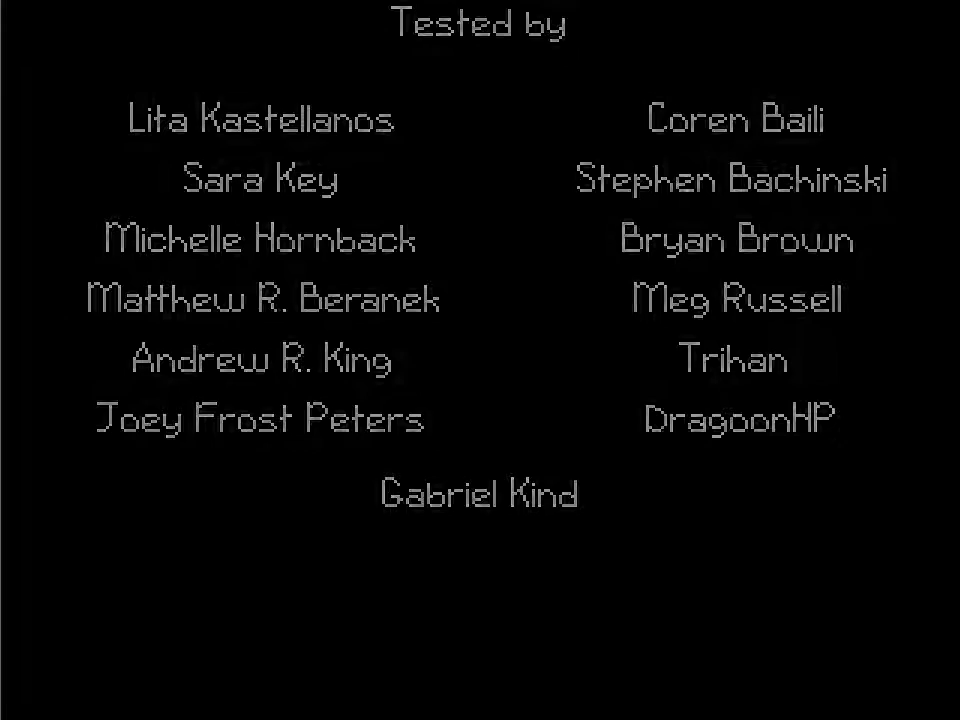 Tested by
Lita Kastellanos
Coren Baili
Sara Key
Stephen Bachinski
Michelle Hornback
Bryan Brown
Matthew R. Beranek
Meg Russell
Andrew R. King
Trihan
Joey Frost Peters
DragoonHP
Gabriel Kind